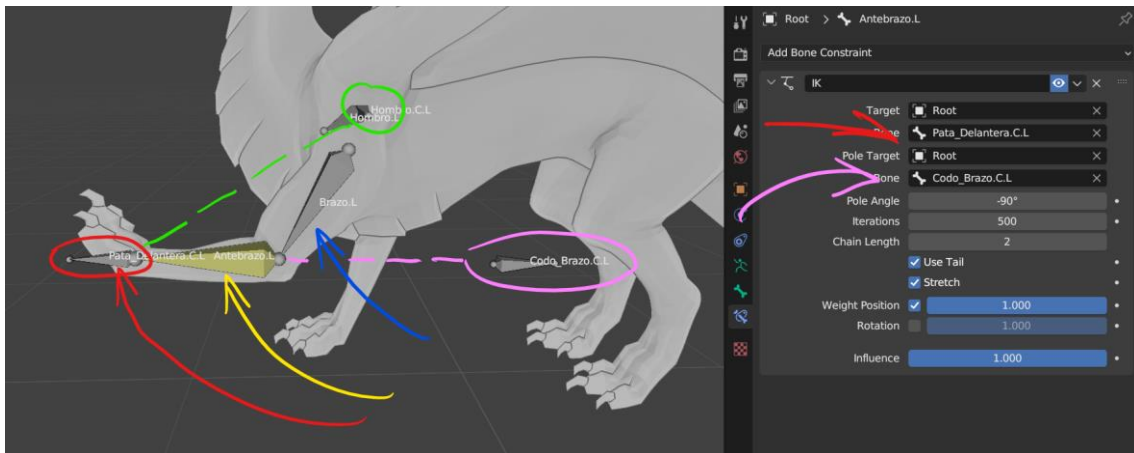 Root > Antebrazo.L
Add Bone Constraint
IK
Target Root
Bone Pata_Delantera.C.L
Pole Target Root
Bone Codo_Brazo.C.L
Pole Angle -90°
Iterations 500
Chain Length 2
Use Tail
Stretch
Weight Position 1.000
Rotation 1.000
Influence 1.000
Hombro.C.L
Hombro.L
Brazo.L
Pata_Delantera.C.L Antebrazo.L
Codo_Brazo.C.L